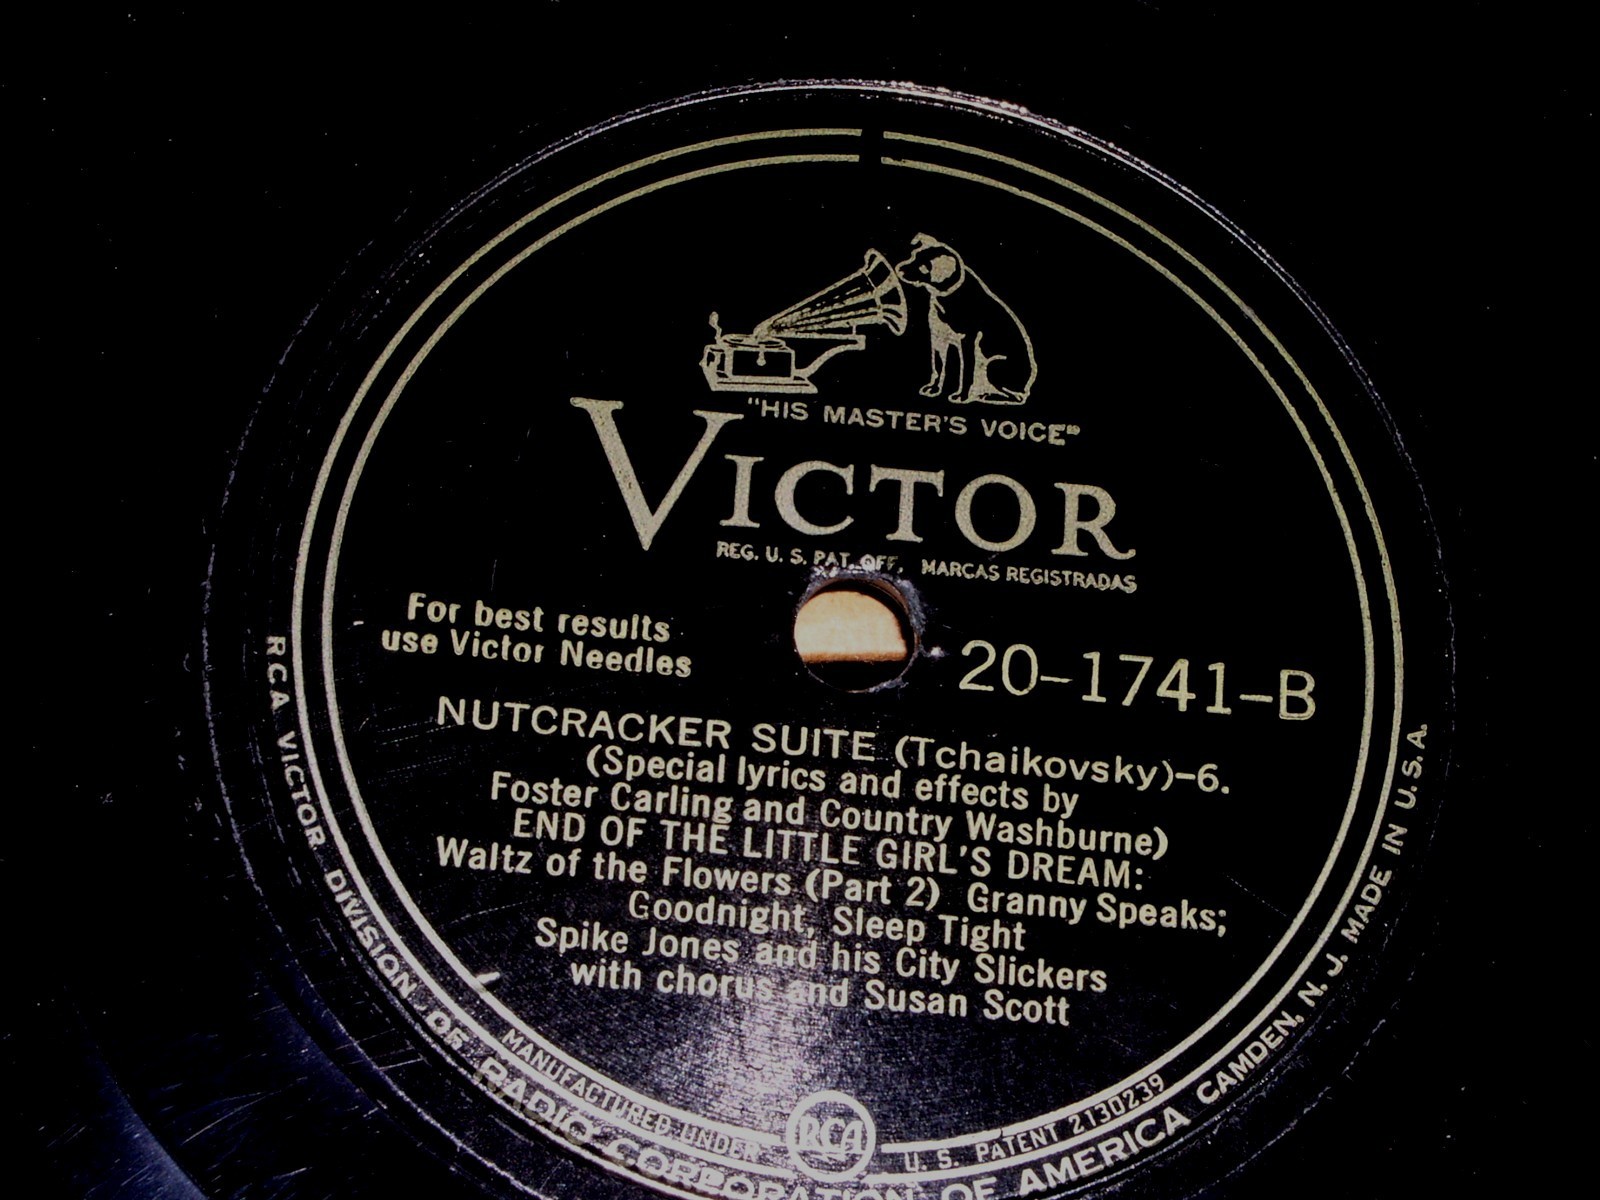 "HIS MASTER'S VOICE"
VICTOR
REG. U. S. PAT. OFF. MARCAS REGISTRADAS
For best results
use Victor Needles
20-1741-B
NUTCRACKER SUITE (Tchaikovsky)-6.
(Special lyrics and effects by
Foster Carling and Country Washburne)
END OF THE LITTLE GIRL'S DREAM:
Waltz of the Flowers (Part 2) Granny Speaks;
Goodnight, Sleep Tight
Spike Jones and his City Slickers
with chorus and Susan Scott
MANUFACTURED UNDER RCA U. S. PATENT 2130239
RCA VICTOR DIVISION OF RADIO CORPORATION OF AMERICA CAMDEN, N. J. MADE IN U.S.A.